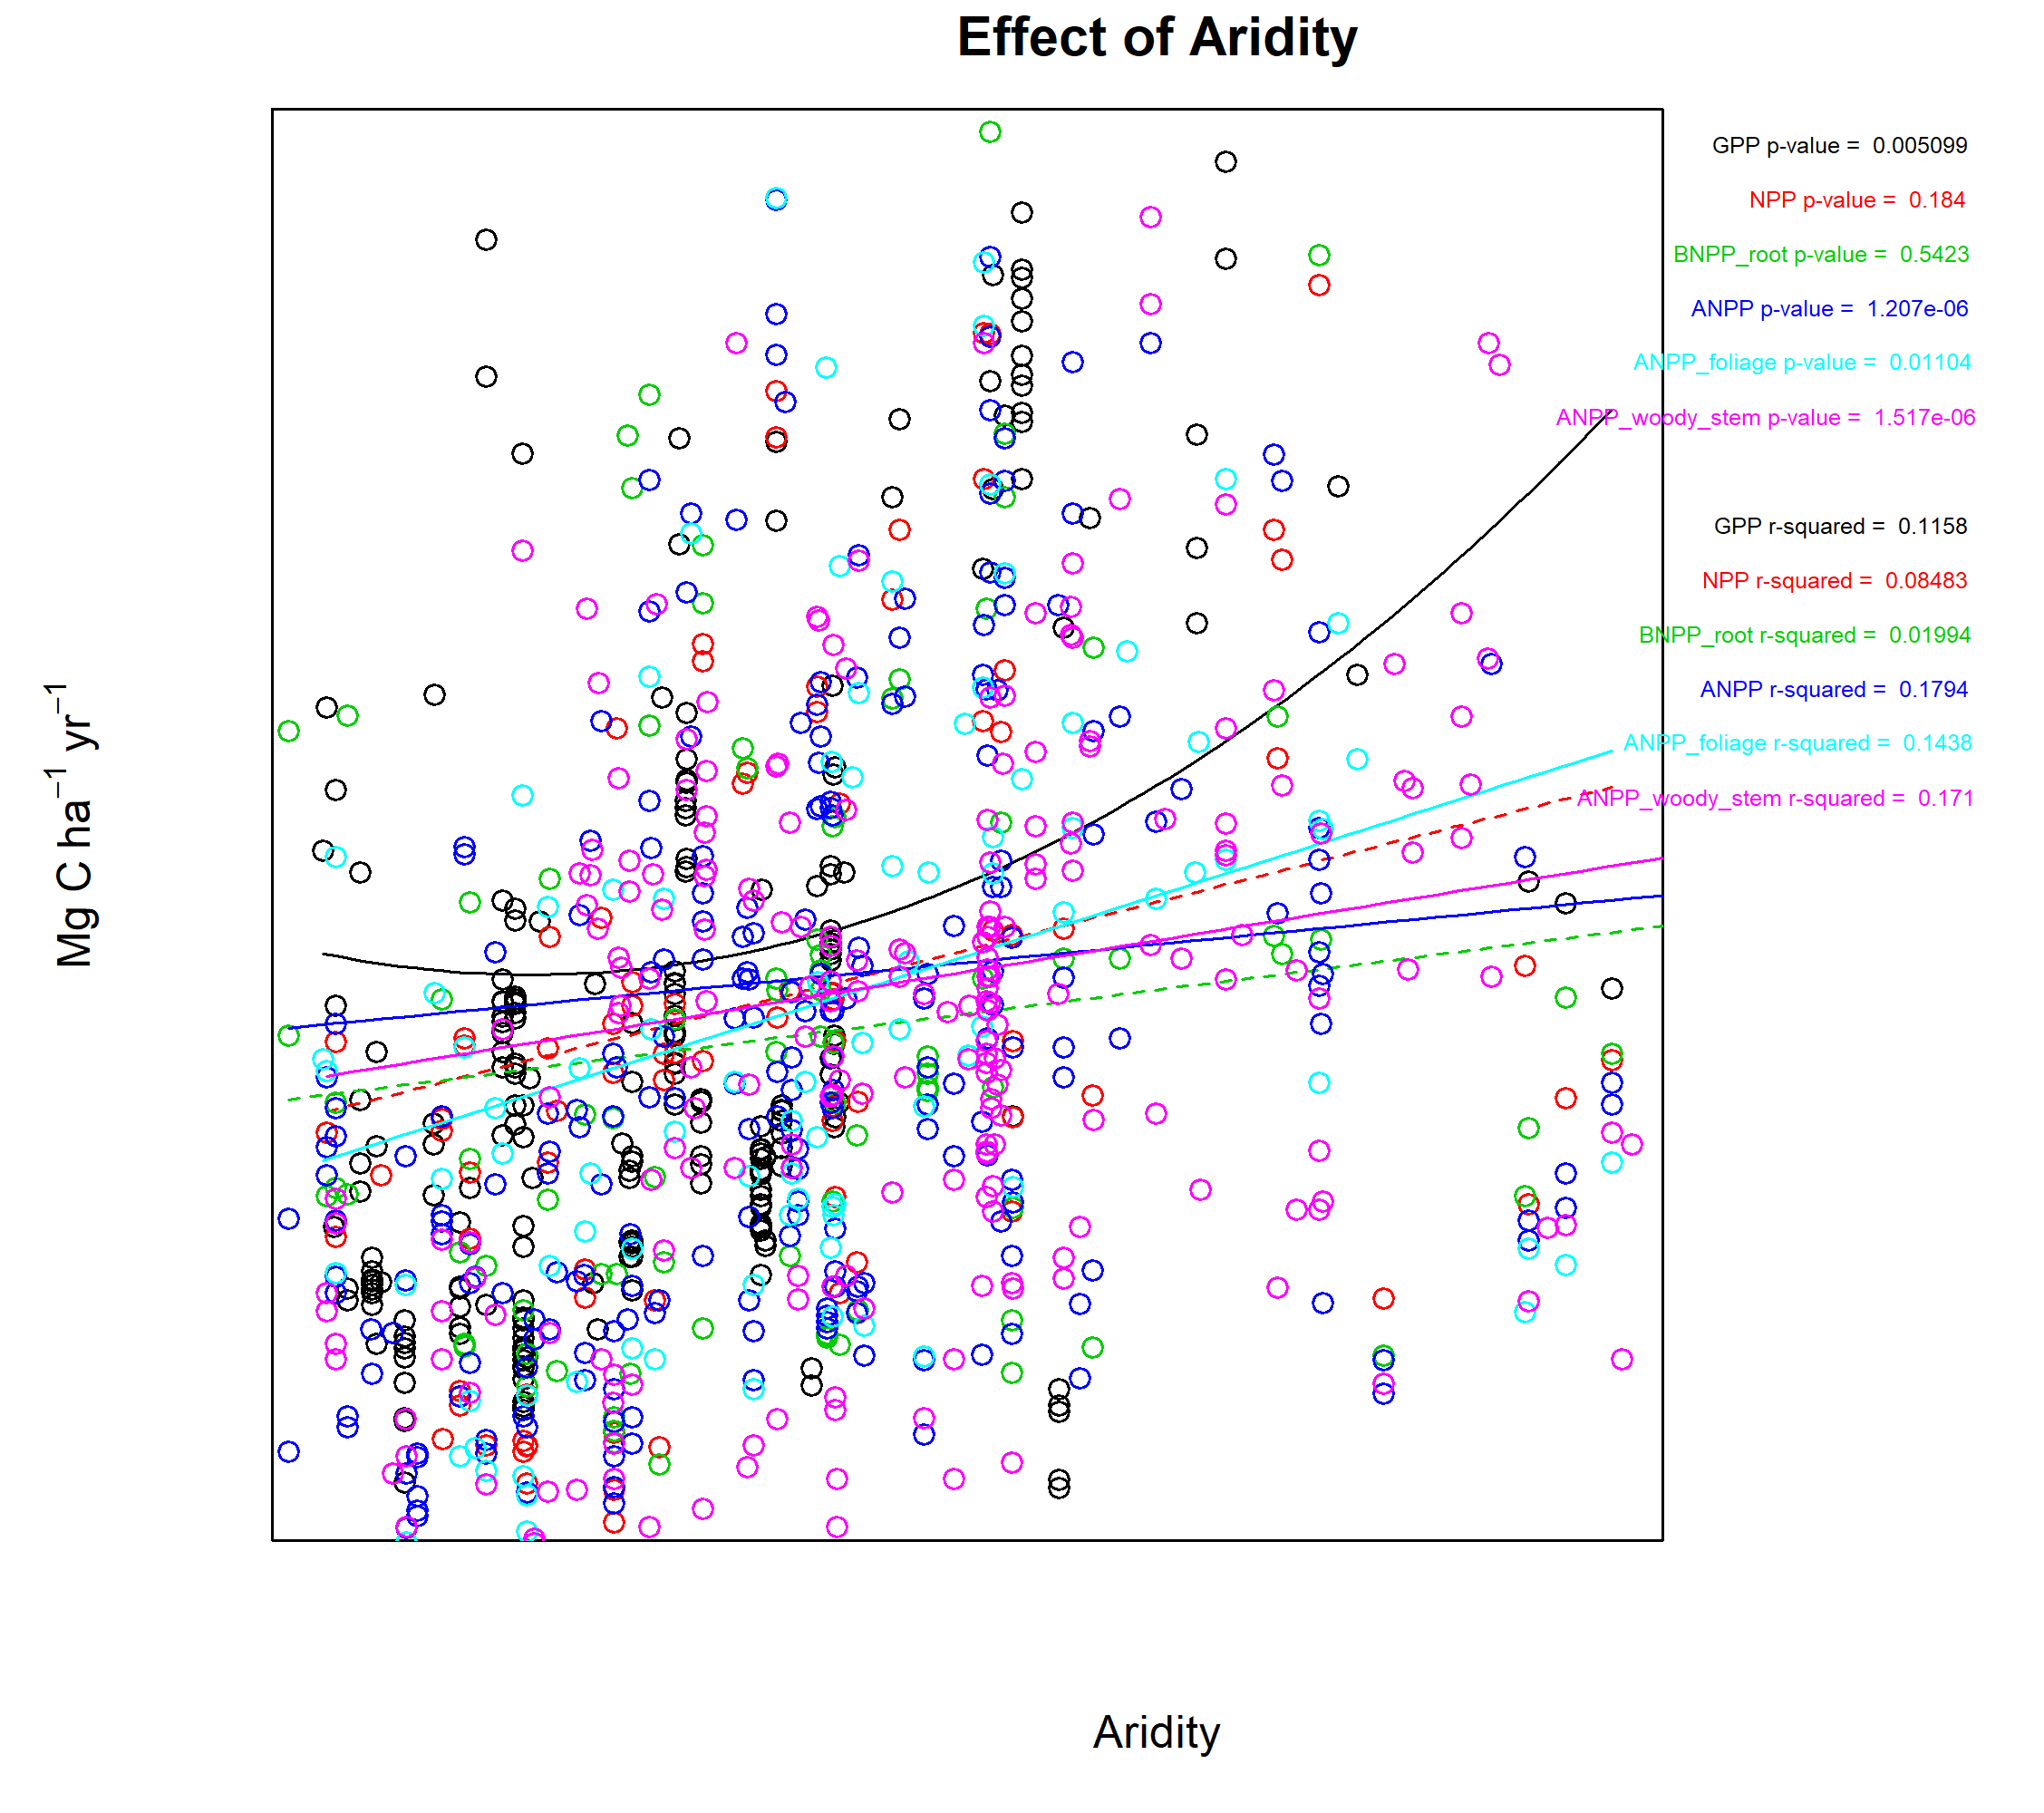 Effect of Aridity
GPP p-value = 0.005099
NPP p-value = 0.184
BNPP_root p-value = 0.5423
ANPP p-value = 1.207e-06
ANPP_foliage p-value = 0.01104
ANPP_woody_stem p-value = 1.517e-06
GPP r-squared = 0.1158
NPP r-squared = 0.08483
BNPP_root r-squared = 0.01994
ANPP r-squared = 0.1794
ANPP_foliage r-squared = 0.1438
ANPP_woody_stem r-squared = 0.171
Mg C ha⁻¹ yr⁻¹
Aridity